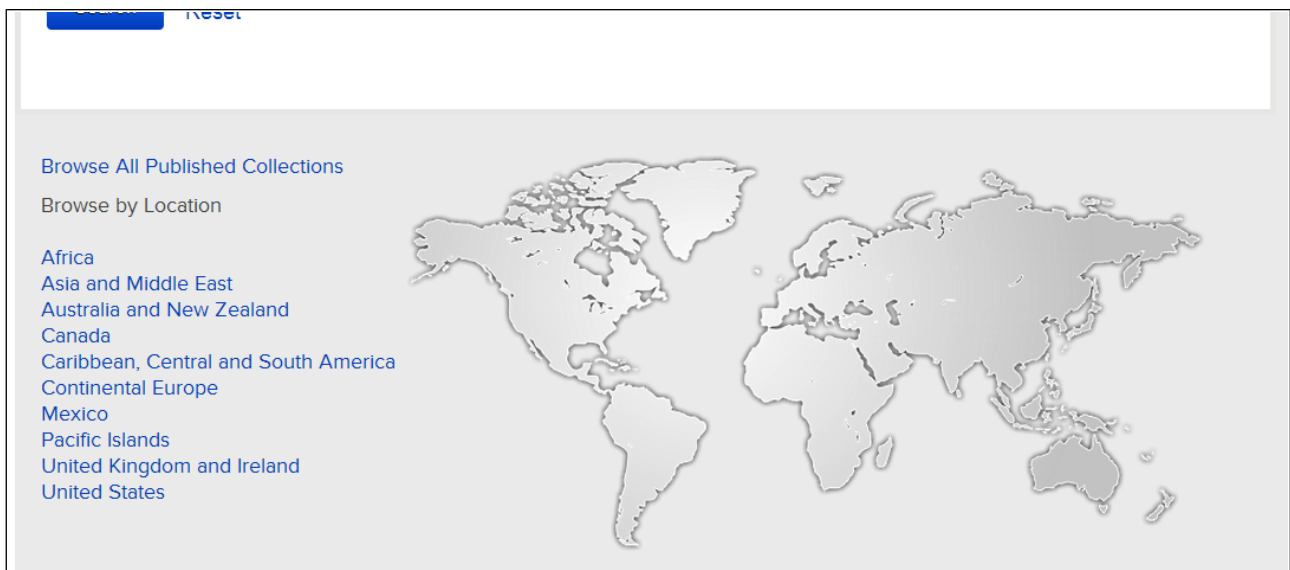 Search Reset
Browse All Published Collections
Browse by Location
Africa
Asia and Middle East
Australia and New Zealand
Canada
Caribbean, Central and South America
Continental Europe
Mexico
Pacific Islands
United Kingdom and Ireland
United States